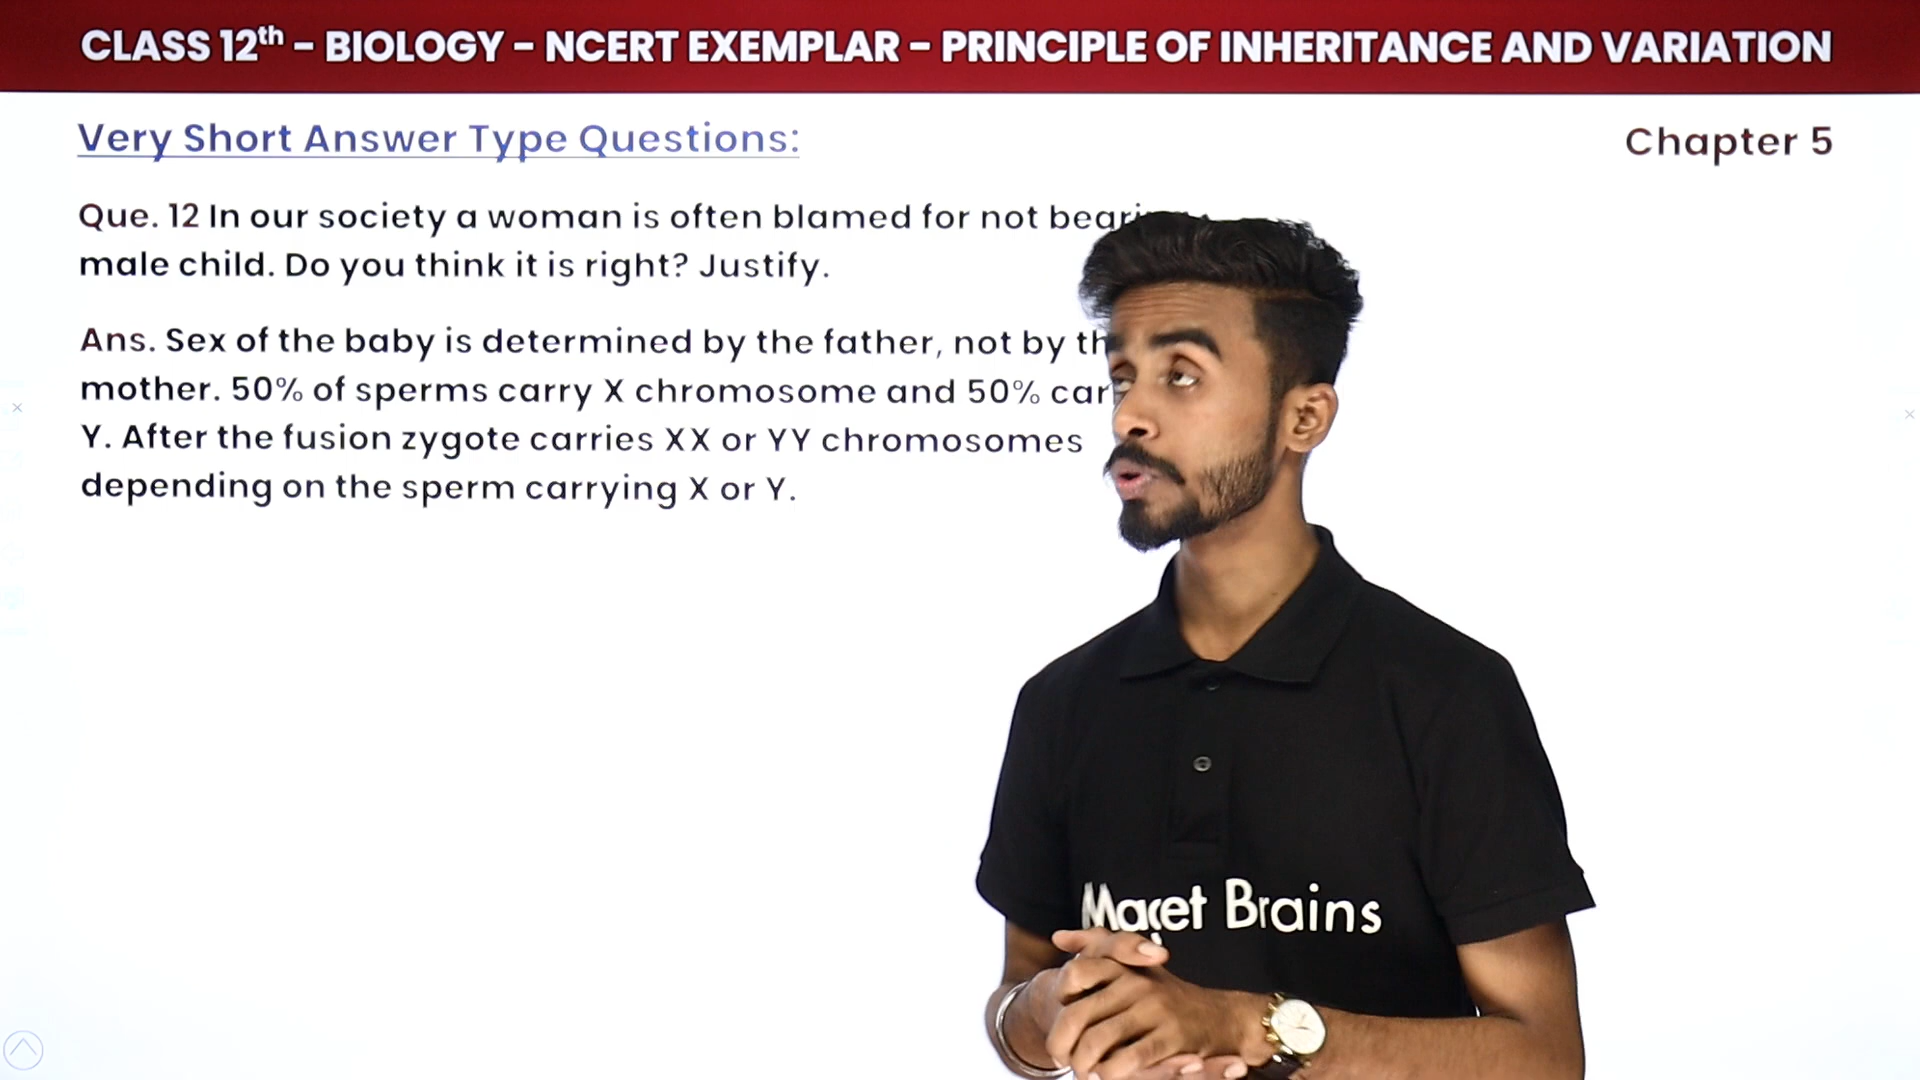 CLASS 12th – BIOLOGY – NCERT EXEMPLAR – PRINCIPLE OF INHERITANCE AND VARIATION
Very Short Answer Type Questions:
Chapter 5
Que. 12 In our society a woman is often blamed for not
male child. Do you think it is right? Justify.
Ans. Sex of the baby is determined by the father, not by
mother. 50% of sperms carry X chromosome and 50%
Y. After the fusion zygote carries XX or YY chromosomes
depending on the sperm carrying X or Y.
Brains